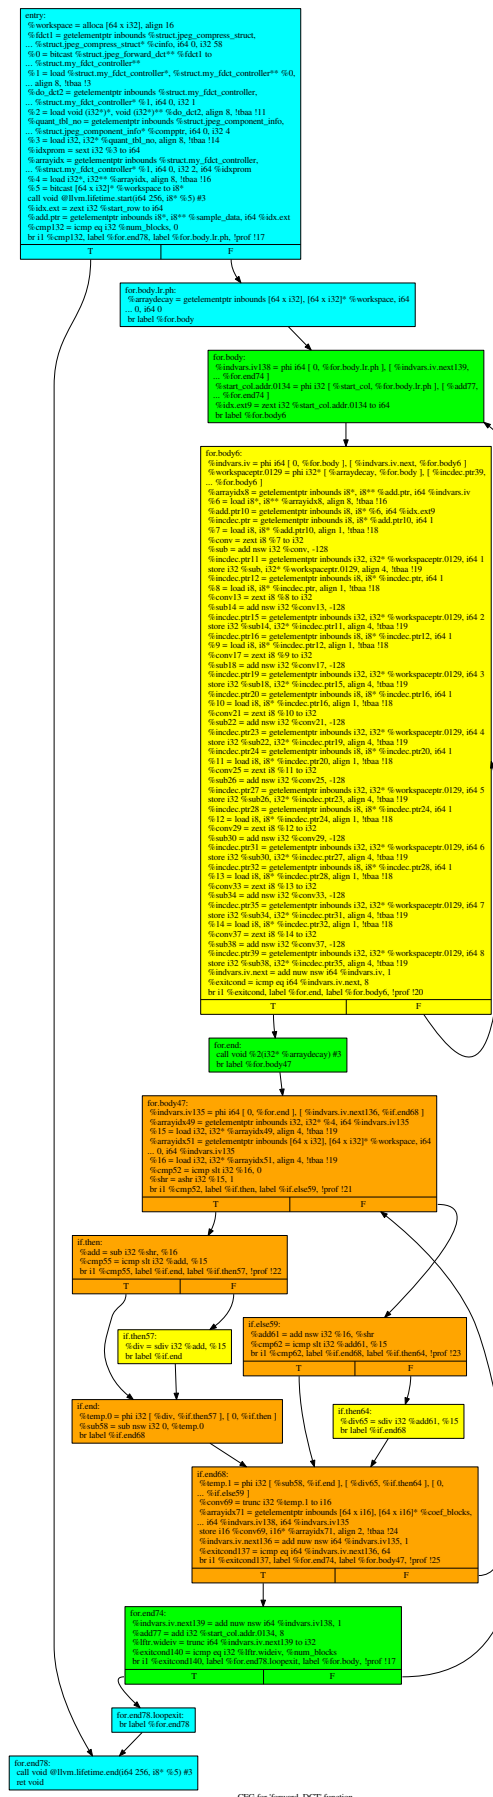 entry:
%workspace = alloca [64 x i32], align 16
%fdct1 = getelementptr inbounds %struct.jpeg_compress_struct,
... %struct.jpeg_compress_struct* %cinfo, i64 0, i32 58
%0 = bitcast %struct.jpeg_forward_dct** %fdct1 to
... %struct.my_fdct_controller**
%1 = load %struct.my_fdct_controller*, %struct.my_fdct_controller** %0,
... align 8, !tbaa !3
%do_dct2 = getelementptr inbounds %struct.my_fdct_controller,
... %struct.my_fdct_controller* %1, i64 0, i32 1
%2 = load void (i32*)*, void (i32*)** %do_dct2, align 8, !tbaa !11
%quant_tbl_no = getelementptr inbounds %struct.jpeg_component_info,
... %struct.jpeg_component_info* %compptr, i64 0, i32 4
%3 = load i32, i32* %quant_tbl_no, align 8, !tbaa !14
%idxprom = sext i32 %3 to i64
%arrayidx = getelementptr inbounds %struct.my_fdct_controller,
... %struct.my_fdct_controller* %1, i64 0, i32 2, i64 %idxprom
%4 = load i32*, i32** %arrayidx, align 8, !tbaa !16
%5 = bitcast [64 x i32]* %workspace to i8*
call void @llvm.lifetime.start(i64 256, i8* %5) #3
%idx.ext = zext i32 %start_row to i64
%add.ptr = getelementptr inbounds i8*, i8** %sample_data, i64 %idx.ext
%cmp132 = icmp eq i32 %num_blocks, 0
br i1 %cmp132, label %for.end78, label %for.body.lr.ph, !prof !17
T F
for.body.lr.ph:
%arraydecay = getelementptr inbounds [64 x i32], [64 x i32]* %workspace, i64
... 0, i64 0
br label %for.body
for.body:
%indvars.iv138 = phi i64 [ 0, %for.body.lr.ph ], [ %indvars.iv.next139,
... %for.end74 ]
%start_col.addr.0134 = phi i32 [ %start_col, %for.body.lr.ph ], [ %add77,
... %for.end74 ]
%idx.ext9 = zext i32 %start_col.addr.0134 to i64
br label %for.body6
for.body6:
%indvars.iv = phi i64 [ 0, %for.body ], [ %indvars.iv.next, %for.body6 ]
%workspaceptr.0129 = phi i32* [ %arraydecay, %for.body ], [ %incdec.ptr39,
... %for.body6 ]
%arrayidx8 = getelementptr inbounds i8*, i8** %add.ptr, i64 %indvars.iv
%6 = load i8*, i8** %arrayidx8, align 8, !tbaa !16
%add.ptr10 = getelementptr inbounds i8, i8* %6, i64 %idx.ext9
%incdec.ptr = getelementptr inbounds i8, i8* %add.ptr10, i64 1
%7 = load i8, i8* %add.ptr10, align 1, !tbaa !18
%conv = zext i8 %7 to i32
%sub = add nsw i32 %conv, -128
%incdec.ptr11 = getelementptr inbounds i32, i32* %workspaceptr.0129, i64 1
store i32 %sub, i32* %workspaceptr.0129, align 4, !tbaa !19
%incdec.ptr12 = getelementptr inbounds i8, i8* %incdec.ptr, i64 1
%8 = load i8, i8* %incdec.ptr, align 1, !tbaa !18
%conv13 = zext i8 %8 to i32
%sub14 = add nsw i32 %conv13, -128
%incdec.ptr15 = getelementptr inbounds i32, i32* %workspaceptr.0129, i64 2
store i32 %sub14, i32* %incdec.ptr11, align 4, !tbaa !19
%incdec.ptr16 = getelementptr inbounds i8, i8* %incdec.ptr12, i64 1
%9 = load i8, i8* %incdec.ptr12, align 1, !tbaa !18
%conv17 = zext i8 %9 to i32
%sub18 = add nsw i32 %conv17, -128
%incdec.ptr19 = getelementptr inbounds i32, i32* %workspaceptr.0129, i64 3
store i32 %sub18, i32* %incdec.ptr15, align 4, !tbaa !19
%incdec.ptr20 = getelementptr inbounds i8, i8* %incdec.ptr16, i64 1
%10 = load i8, i8* %incdec.ptr16, align 1, !tbaa !18
%conv21 = zext i8 %10 to i32
%sub22 = add nsw i32 %conv21, -128
%incdec.ptr23 = getelementptr inbounds i32, i32* %workspaceptr.0129, i64 4
store i32 %sub22, i32* %incdec.ptr19, align 4, !tbaa !19
%incdec.ptr24 = getelementptr inbounds i8, i8* %incdec.ptr20, i64 1
%11 = load i8, i8* %incdec.ptr20, align 1, !tbaa !18
%conv25 = zext i8 %11 to i32
%sub26 = add nsw i32 %conv25, -128
%incdec.ptr27 = getelementptr inbounds i32, i32* %workspaceptr.0129, i64 5
store i32 %sub26, i32* %incdec.ptr23, align 4, !tbaa !19
%incdec.ptr28 = getelementptr inbounds i8, i8* %incdec.ptr24, i64 1
%12 = load i8, i8* %incdec.ptr24, align 1, !tbaa !18
%conv29 = zext i8 %12 to i32
%sub30 = add nsw i32 %conv29, -128
%incdec.ptr31 = getelementptr inbounds i32, i32* %workspaceptr.0129, i64 6
store i32 %sub30, i32* %incdec.ptr27, align 4, !tbaa !19
%incdec.ptr32 = getelementptr inbounds i8, i8* %incdec.ptr28, i64 1
%13 = load i8, i8* %incdec.ptr28, align 1, !tbaa !18
%conv33 = zext i8 %13 to i32
%sub34 = add nsw i32 %conv33, -128
%incdec.ptr35 = getelementptr inbounds i32, i32* %workspaceptr.0129, i64 7
store i32 %sub34, i32* %incdec.ptr31, align 4, !tbaa !19
%14 = load i8, i8* %incdec.ptr32, align 1, !tbaa !18
%conv37 = zext i8 %14 to i32
%sub38 = add nsw i32 %conv37, -128
%incdec.ptr39 = getelementptr inbounds i32, i32* %workspaceptr.0129, i64 8
store i32 %sub38, i32* %incdec.ptr35, align 4, !tbaa !19
%indvars.iv.next = add nuw nsw i64 %indvars.iv, 1
%exitcond = icmp eq i64 %indvars.iv.next, 8
br i1 %exitcond, label %for.end, label %for.body6, !prof !20
T F
for.end:
call void %2(i32* %arraydecay) #3
br label %for.body47
for.body47:
%indvars.iv135 = phi i64 [ 0, %for.end ], [ %indvars.iv.next136, %if.end68 ]
%arrayidx49 = getelementptr inbounds i32, i32* %4, i64 %indvars.iv135
%15 = load i32, i32* %arrayidx49, align 4, !tbaa !19
%arrayidx51 = getelementptr inbounds [64 x i32], [64 x i32]* %workspace, i64
... 0, i64 %indvars.iv135
%16 = load i32, i32* %arrayidx51, align 4, !tbaa !19
%cmp52 = icmp slt i32 %16, 0
%shr = ashr i32 %15, 1
br i1 %cmp52, label %if.then, label %if.else59, !prof !21
T F
if.then:
%add = sub i32 %shr, %16
%cmp55 = icmp slt i32 %add, %15
br i1 %cmp55, label %if.end, label %if.then57, !prof !22
T F
if.else59:
%add61 = add nsw i32 %16, %shr
%cmp62 = icmp slt i32 %add61, %15
br i1 %cmp62, label %if.end68, label %if.then64, !prof !23
T F
if.then57:
%div = sdiv i32 %add, %15
br label %if.end
if.end:
%temp.0 = phi i32 [ %div, %if.then57 ], [ 0, %if.then ]
%sub58 = sub nsw i32 0, %temp.0
br label %if.end68
if.then64:
%div65 = sdiv i32 %add61, %15
br label %if.end68
if.end68:
%temp.1 = phi i32 [ %sub58, %if.end ], [ %div65, %if.then64 ], [ 0,
... %if.else59 ]
%conv69 = trunc i32 %temp.1 to i16
%arrayidx71 = getelementptr inbounds [64 x i16], [64 x i16]* %coef_blocks,
... i64 %indvars.iv138, i64 %indvars.iv135
store i16 %conv69, i16* %arrayidx71, align 2, !tbaa !24
%indvars.iv.next136 = add nuw nsw i64 %indvars.iv135, 1
%exitcond137 = icmp eq i64 %indvars.iv.next136, 64
br i1 %exitcond137, label %for.end74, label %for.body47, !prof !25
T F
for.end74:
%indvars.iv.next139 = add nuw nsw i64 %indvars.iv138, 1
%add77 = add i32 %start_col.addr.0134, 8
%lftr.wideiv = trunc i64 %indvars.iv.next139 to i32
%exitcond140 = icmp eq i32 %lftr.wideiv, %num_blocks
br i1 %exitcond140, label %for.end78.loopexit, label %for.body, !prof !17
T F
for.end78.loopexit:
br label %for.end78
for.end78:
call void @llvm.lifetime.end(i64 256, i8* %5) #3
ret void
CFG for 'forward_DCT' function